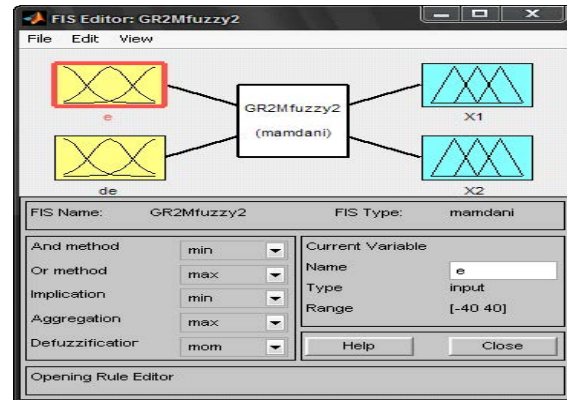 FIS Editor: GR2Mfuzzy2
File Edit View
e
GR2Mfuzzy2
(mamdani)
X1
de
X2
FIS Name: GR2Mfuzzy2 FIS Type: mamdani
And method min
Or method max
Implication min
Aggregation max
Defuzzification mom
Current Variable
Name e
Type input
Range [-40 40]
Help Close
Opening Rule Editor